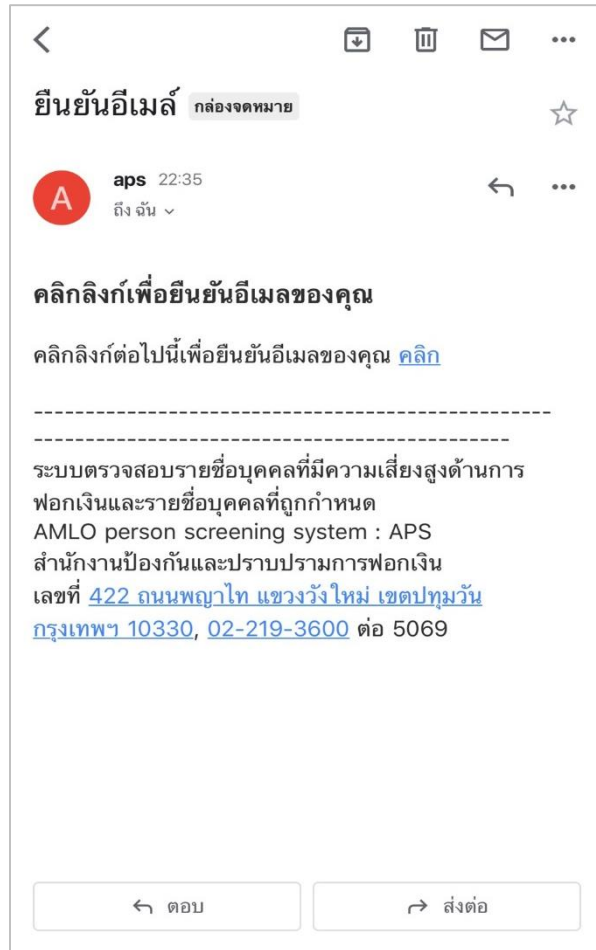 ยืนยันอีเมล์ กล่องจดหมาย
A
aps 22:35
ถึง ฉัน
คลิกลิงก์เพื่อยืนยันอีเมลของคุณ
คลิกลิงก์ต่อไปนี้เพื่อยืนยันอีเมลของคุณ คลิก
--------------------------------------------------
----------------------------------------------
ระบบตรวจสอบรายชื่อบุคคลที่มีความเสี่ยงสูงด้านการ
ฟอกเงินและรายชื่อบุคคลที่ถูกกำหนด
AMLO person screening system : APS
สำนักงานป้องกันและปราบปรามการฟอกเงิน
เลขที่ 422 ถนนพญาไท แขวงวังใหม่ เขตปทุมวัน
กรุงเทพฯ 10330, 02-219-3600 ต่อ 5069
ตอบ
ส่งต่อ